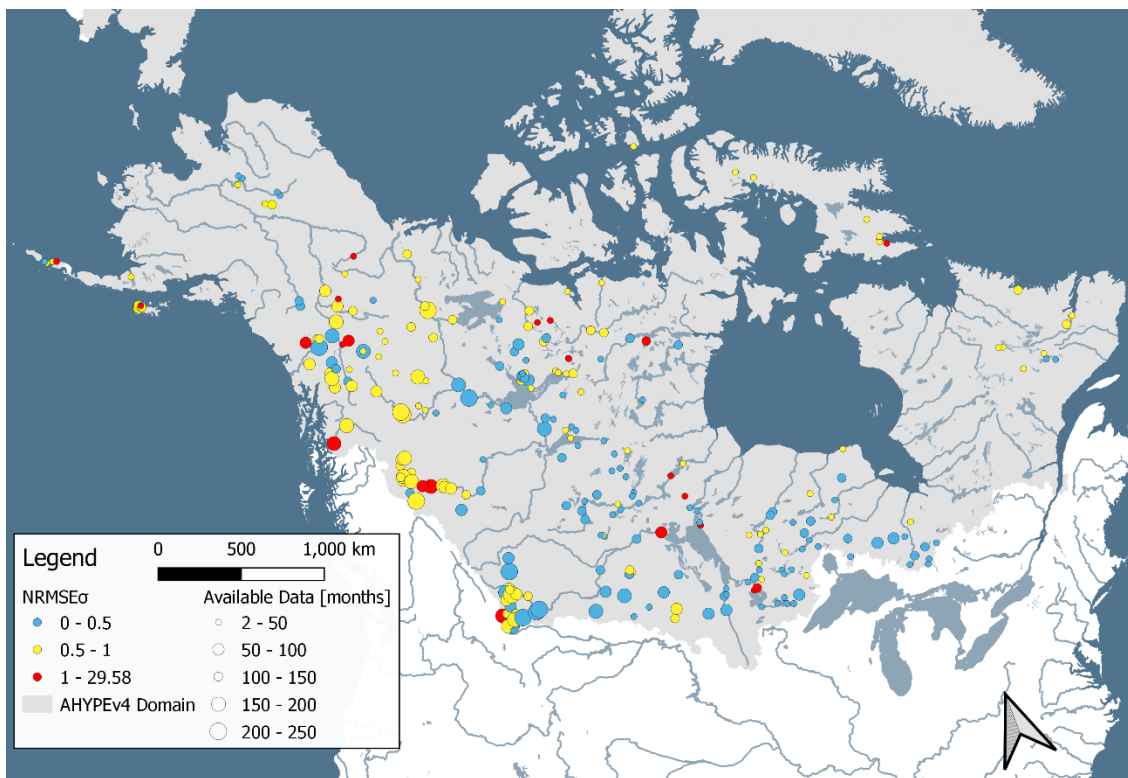 Legend
0 500 1,000 km
NRMSEσ Available Data [months]
0 - 0.5 2 - 50
0.5 - 1 50 - 100
1 - 29.58 100 - 150
AHYPEv4 Domain 150 - 200
200 - 250